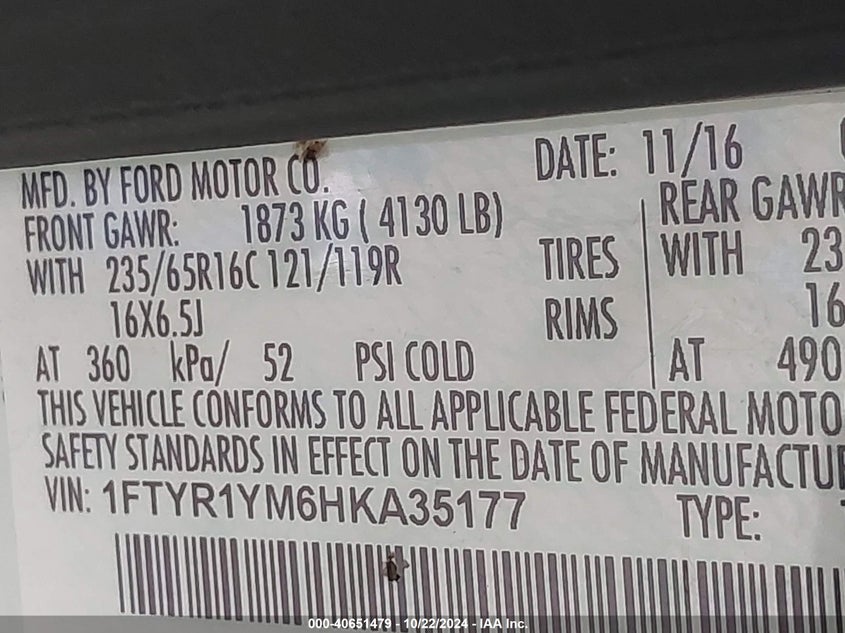 MFD. BY FORD MOTOR CO. DATE: 11/16
FRONT GAWR: 1873 KG ( 4130 LB) REAR GAWR
WITH 235/65R16C 121/119R TIRES WITH 23
16X6.5J RIMS 16
AT 360 kPa/ 52 PSI COLD AT 490
THIS VEHICLE CONFORMS TO ALL APPLICABLE FEDERAL MOTO
SAFETY STANDARDS IN EFFECT ON THE DATE OF MANUFACTU
VIN: 1FTYR1YM6HKA35177 TYPE:
000-40651479 - 10/22/2024 - IAA Inc.